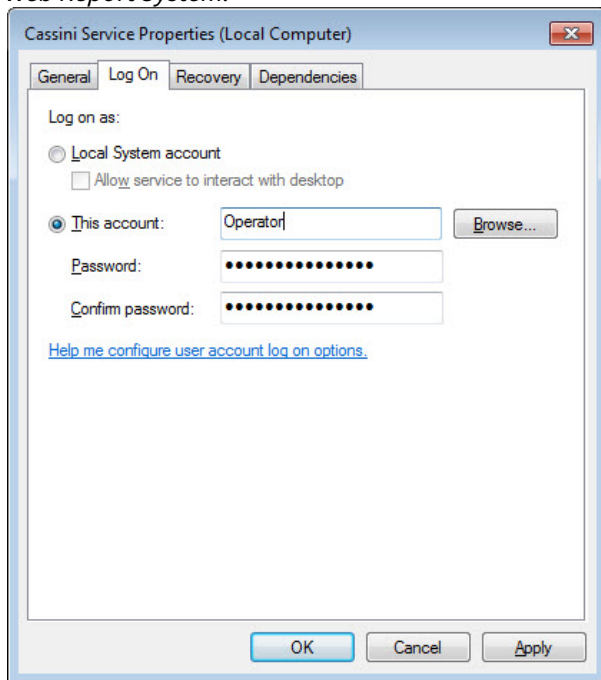 Web Report System.
Cassini Service Properties (Local Computer)
General Log On Recovery Dependencies
Log on as:
Local System account
Allow service to interact with desktop
This account: Operator Browse...
Password: ●●●●●●●●●●●●●●●
Confirm password: ●●●●●●●●●●●●●●●
Help me configure user account log on options.
OK Cancel Apply